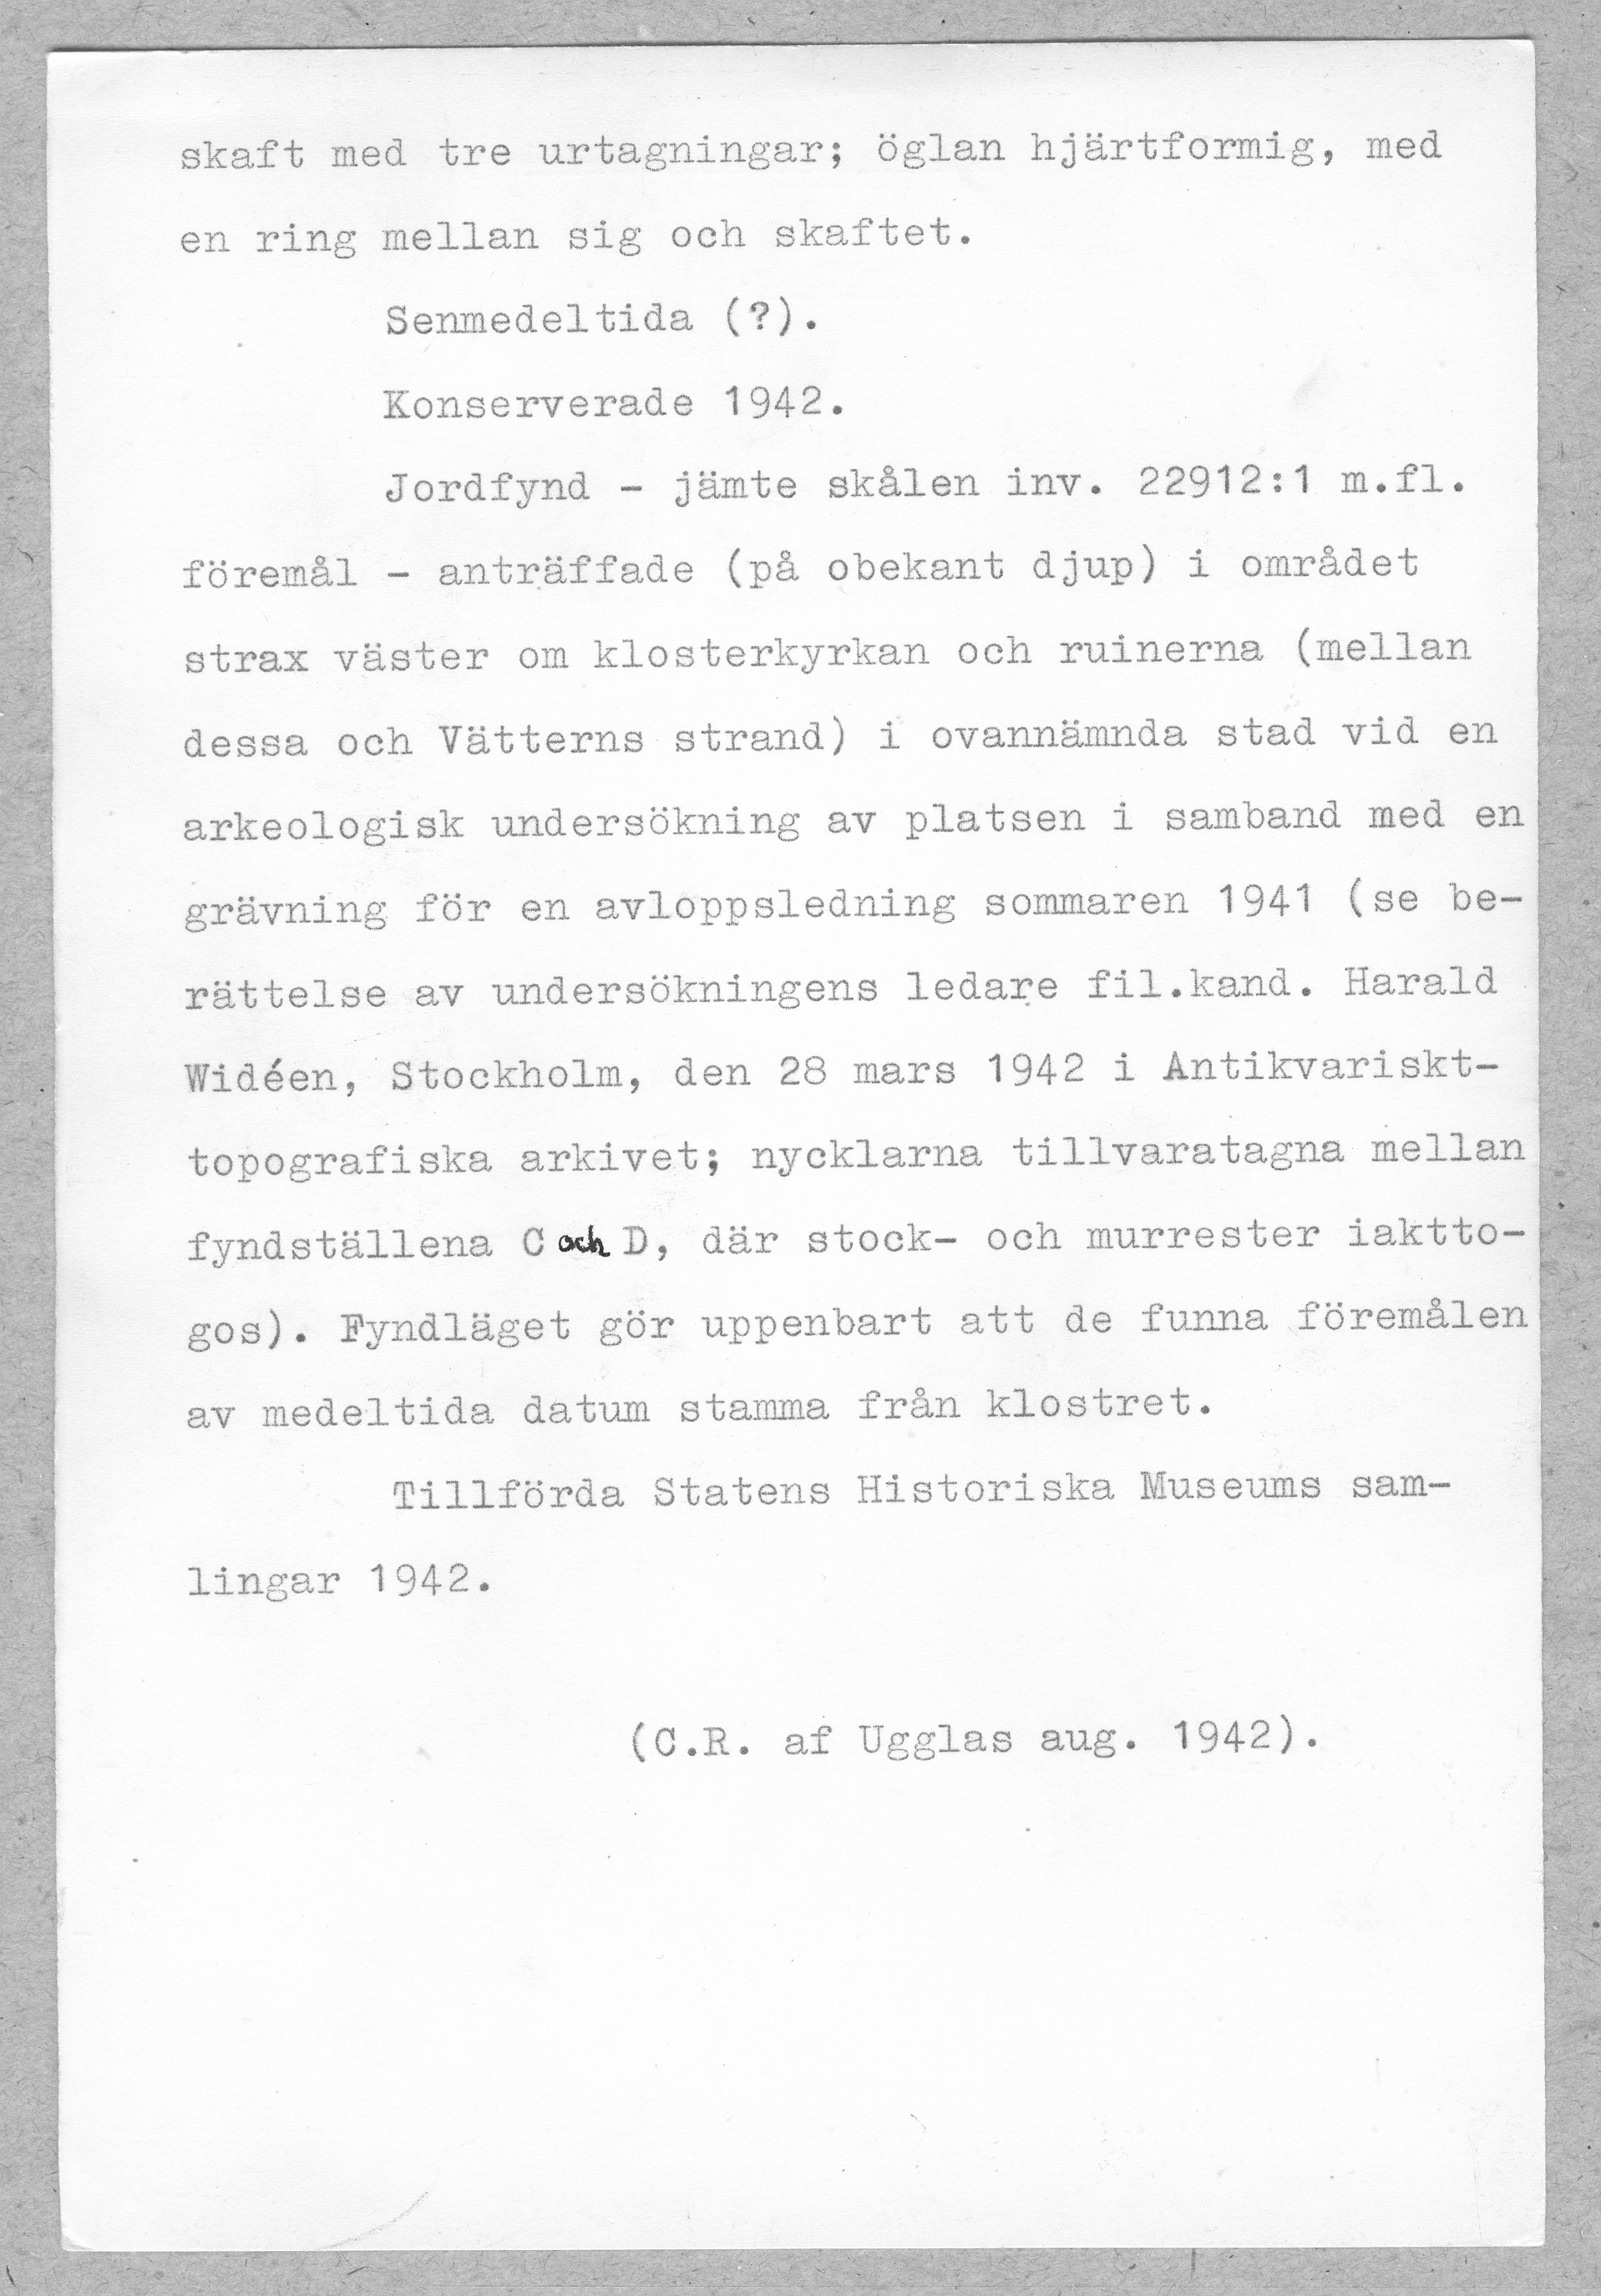 skaft med tre urtagningar; öglan hjärtformig, med
en ring mellan sig och skaftet.
Senmedeltida (?).
Konserverade 1942.
Jordfynd - jämte skålen inv. 22912:1 m.fl.
föremål - anträffade (på obekant djup) i området
strax väster om klosterkyrkan och ruinerna (mellan
dessa och Vätterns strand) i ovannämnda stad vid en
arkeologisk undersökning av platsen i samband med en
grävning för en avloppsledning sommaren 1941 (se be-
rättelse av undersökningens ledare fil.kand. Harald
Widéen, Stockholm, den 28 mars 1942 i Antikvariskt-
topografiska arkivet; nycklarna tillvaratagna mellan
fyndställena C och D, där stock- och murrester iaktto-
gos). Fyndläget gör uppenbart att de funna föremålen
av medeltida datum stamma från klostret.
Tillförda Statens Historiska Museums sam-
lingar 1942.
(C.R. af Ugglas aug. 1942).